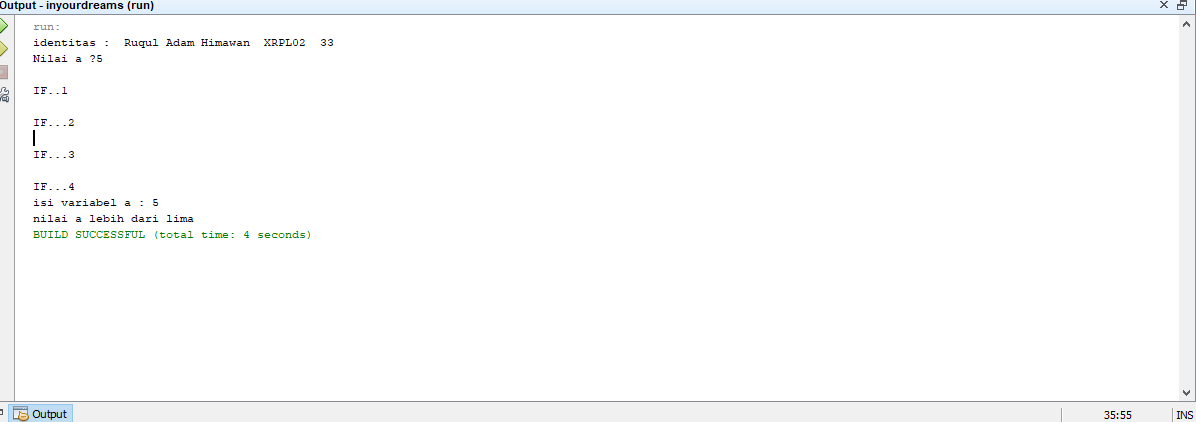 Output - inyourdreams (run)
run:
identitas :  Ruqul Adam Himawan  XRPL02  33
Nilai a ?5
IF..1
IF...2
IF...3
IF...4
isi variabel a : 5
nilai a lebih dari lima
BUILD SUCCESSFUL (total time: 4 seconds)
Output
35:55
INS